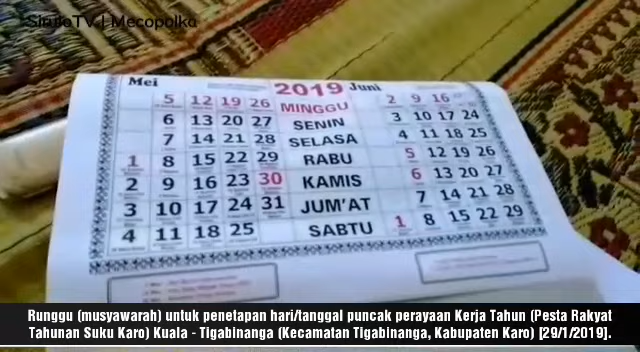 SiruloTV | Mecopolko
Mei 2019 Juni
5 12 19 26 MINGGU 2 9 16
6 13 20 27 SENIN 3 10 17 24
7 14 21 28 SELASA 4 11 18 25
1 8 15 22 29 RABU 5 12 19 26
2 9 16 23 30 KAMIS 6 13 20 27
3 10 17 24 31 JUM'AT 7 14 21 28
4 11 18 25 SABTU 1 8 15 22 29
Runggu (musyawarah) untuk penetapan hari/tanggal puncak perayaan Kerja Tahun (Pesta Rakyat
Tahunan Suku Karo) Kuala - Tigabinanga (Kecamatan Tigabinanga, Kabupaten Karo) [29/1/2019].